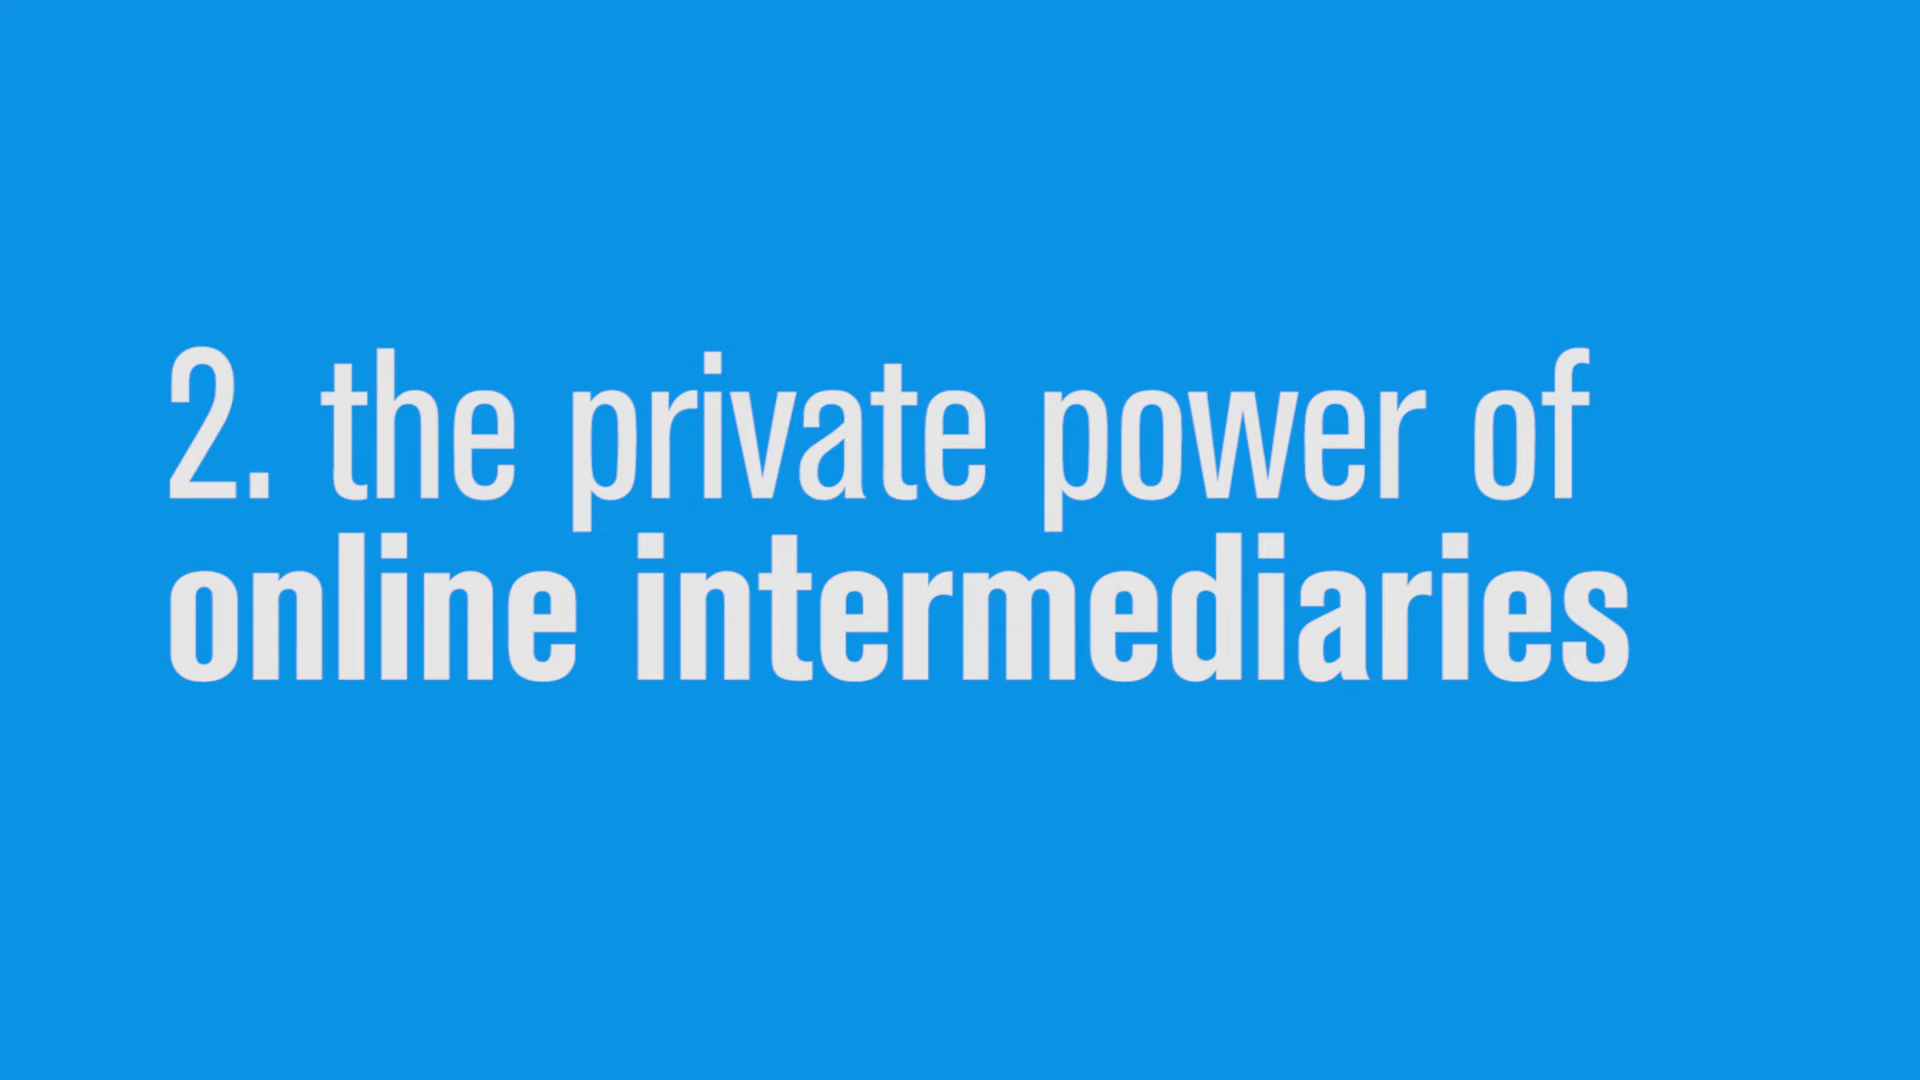 2. the private power of
online intermediaries